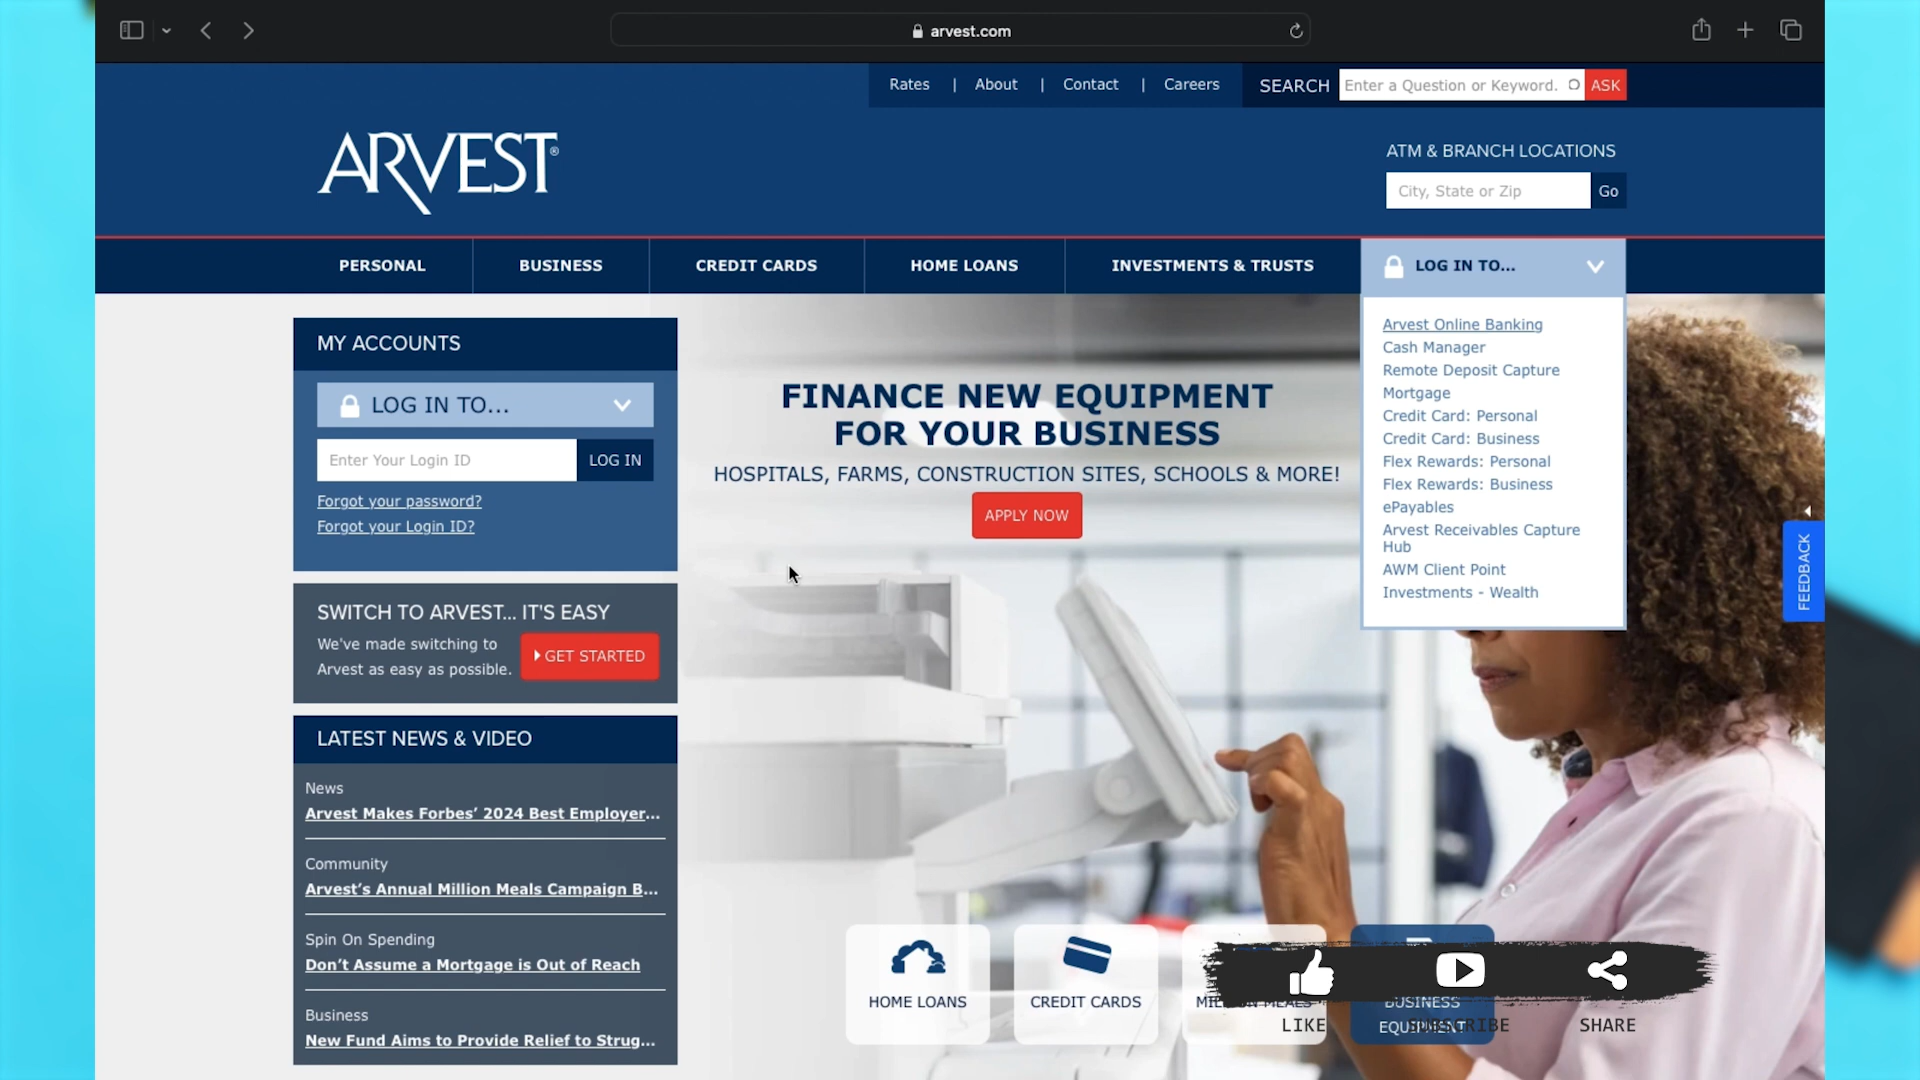 arvest.com
Rates | About | Contact | Careers
SEARCH
Enter a Question or Keyword.
ASK
ARVEST®
ATM & BRANCH LOCATIONS
City, State or Zip
Go
PERSONAL
BUSINESS
CREDIT CARDS
HOME LOANS
INVESTMENTS & TRUSTS
LOG IN TO...
Arvest Online Banking
Cash Manager
Remote Deposit Capture
Mortgage
Credit Card: Personal
Credit Card: Business
Flex Rewards: Personal
Flex Rewards: Business
ePayables
Arvest Receivables Capture
Hub
AWM Client Point
Investments - Wealth
MY ACCOUNTS
LOG IN TO...
Enter Your Login ID
LOG IN
Forgot your password?
Forgot your Login ID?
FINANCE NEW EQUIPMENT
FOR YOUR BUSINESS
HOSPITALS, FARMS, CONSTRUCTION SITES, SCHOOLS & MORE!
APPLY NOW
FEEDBACK
SWITCH TO ARVEST... IT'S EASY
We've made switching to
Arvest as easy as possible.
GET STARTED
LATEST NEWS & VIDEO
News
Arvest Makes Forbes’ 2024 Best Employer...
Community
Arvest’s Annual Million Meals Campaign B...
Spin On Spending
Don’t Assume a Mortgage is Out of Reach
Business
New Fund Aims to Provide Relief to Strug...
HOME LOANS
CREDIT CARDS
MILLION MEALS
BUSINESS
EQUIPMENT
LIKE
SUBSCRIBE
SHARE